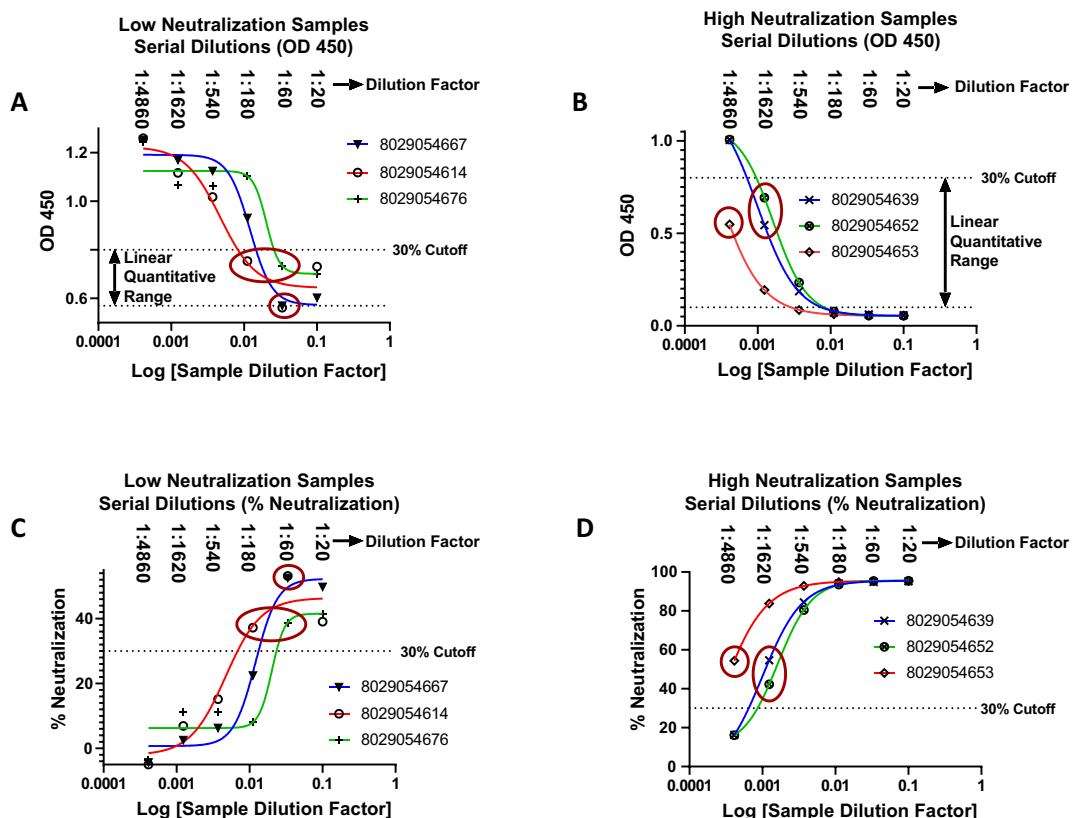 A
Low Neutralization Samples
Serial Dilutions (OD 450)
1:4860
1:1620
1:540
1:180
1:60
1:20
Dilution Factor
OD 450
1.2
1.0
0.8
0.6
8029054667
8029054614
8029054676
30% Cutoff
Linear
Quantitative
Range
0.0001
0.001
0.01
0.1
1
Log [Sample Dilution Factor]
B
High Neutralization Samples
Serial Dilutions (OD 450)
1:4860
1:1620
1:540
1:180
1:60
1:20
Dilution Factor
OD 450
1.0
0.5
0.0
30% Cutoff
8029054639
8029054652
8029054653
Linear
Quantitative
Range
0.0001
0.001
0.01
0.1
1
Log [Sample Dilution Factor]
C
Low Neutralization Samples
Serial Dilutions (% Neutralization)
1:4860
1:1620
1:540
1:180
1:60
1:20
Dilution Factor
% Neutralization
40
20
0
30% Cutoff
8029054667
8029054614
8029054676
0.0001
0.001
0.01
0.1
1
Log [Sample Dilution Factor]
D
High Neutralization Samples
Serial Dilutions (% Neutralization)
1:4860
1:1620
1:540
1:180
1:60
1:20
Dilution Factor
% Neutralization
100
80
60
40
20
0
8029054639
8029054652
8029054653
30% Cutoff
0.0001
0.001
0.01
0.1
1
Log [Sample Dilution Factor]